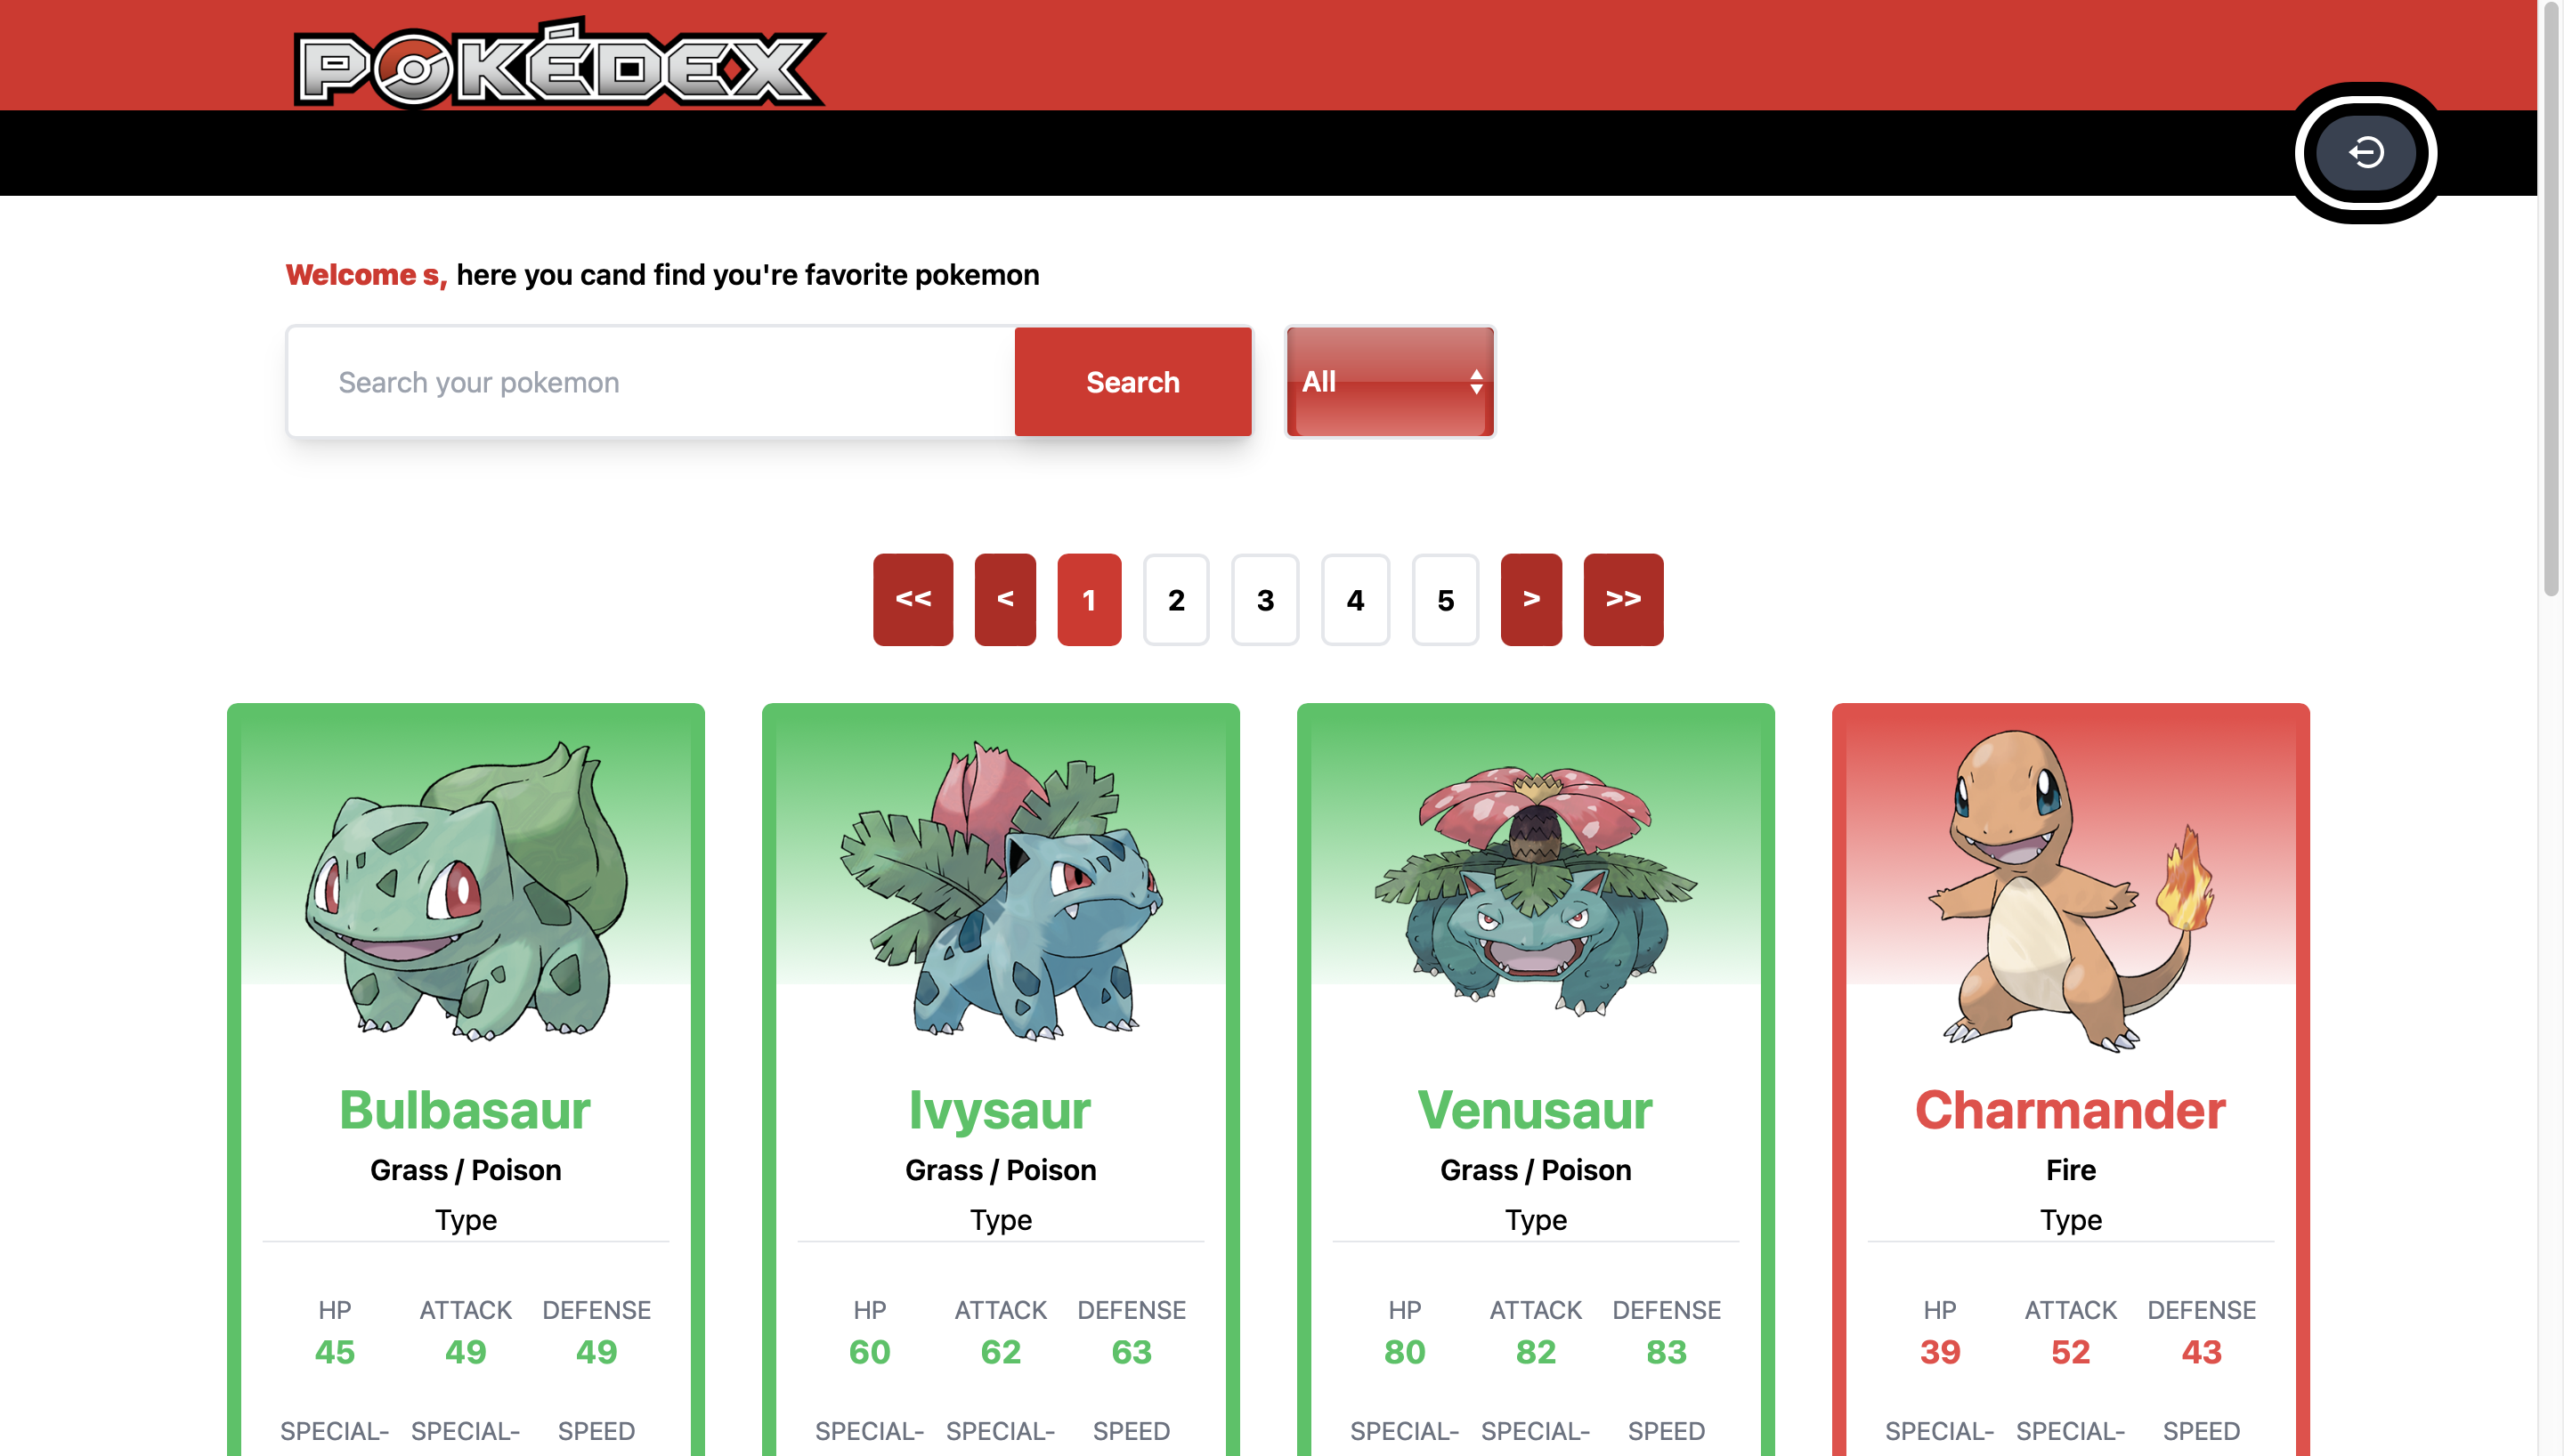 POKÉDEX
Welcome s, here you cand find you're favorite pokemon
Search your pokemon Search All
<< < 1 2 3 4 5 > >>
Bulbasaur Ivysaur Venusaur Charmander
Grass / Poison Grass / Poison Grass / Poison Fire
Type Type Type Type
HP ATTACK DEFENSE HP ATTACK DEFENSE HP ATTACK DEFENSE HP ATTACK DEFENSE
45 49 49 60 62 63 80 82 83 39 52 43
SPECIAL- SPECIAL- SPEED SPECIAL- SPECIAL- SPEED SPECIAL- SPECIAL- SPEED SPECIAL- SPECIAL- SPEED